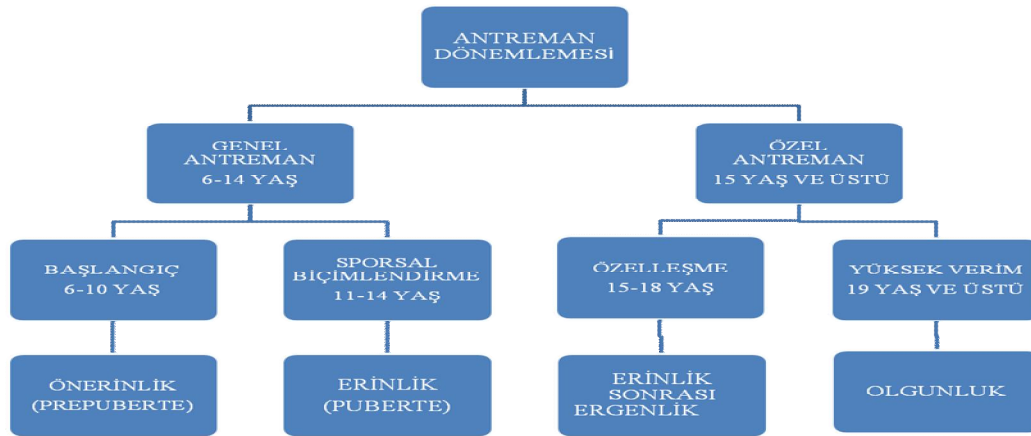 ANTREMAN
DÖNEMLEMESİ
GENEL
ANTREMAN
6-14 YAŞ
ÖZEL
ANTREMAN
15 YAŞ VE ÜSTÜ
BAŞLANGIÇ
6-10 YAŞ
SPORSAL
BİÇİMLENDİRME
11-14 YAŞ
ÖZELLEŞME
15-18 YAŞ
YÜKSEK VERİM
19 YAŞ VE ÜSTÜ
ÖNERİNLİK
(PREPUBERTE)
ERİNLİK
(PUBERTE)
ERİNLİK
SONRASI
ERGENLİK
OLGUNLUK